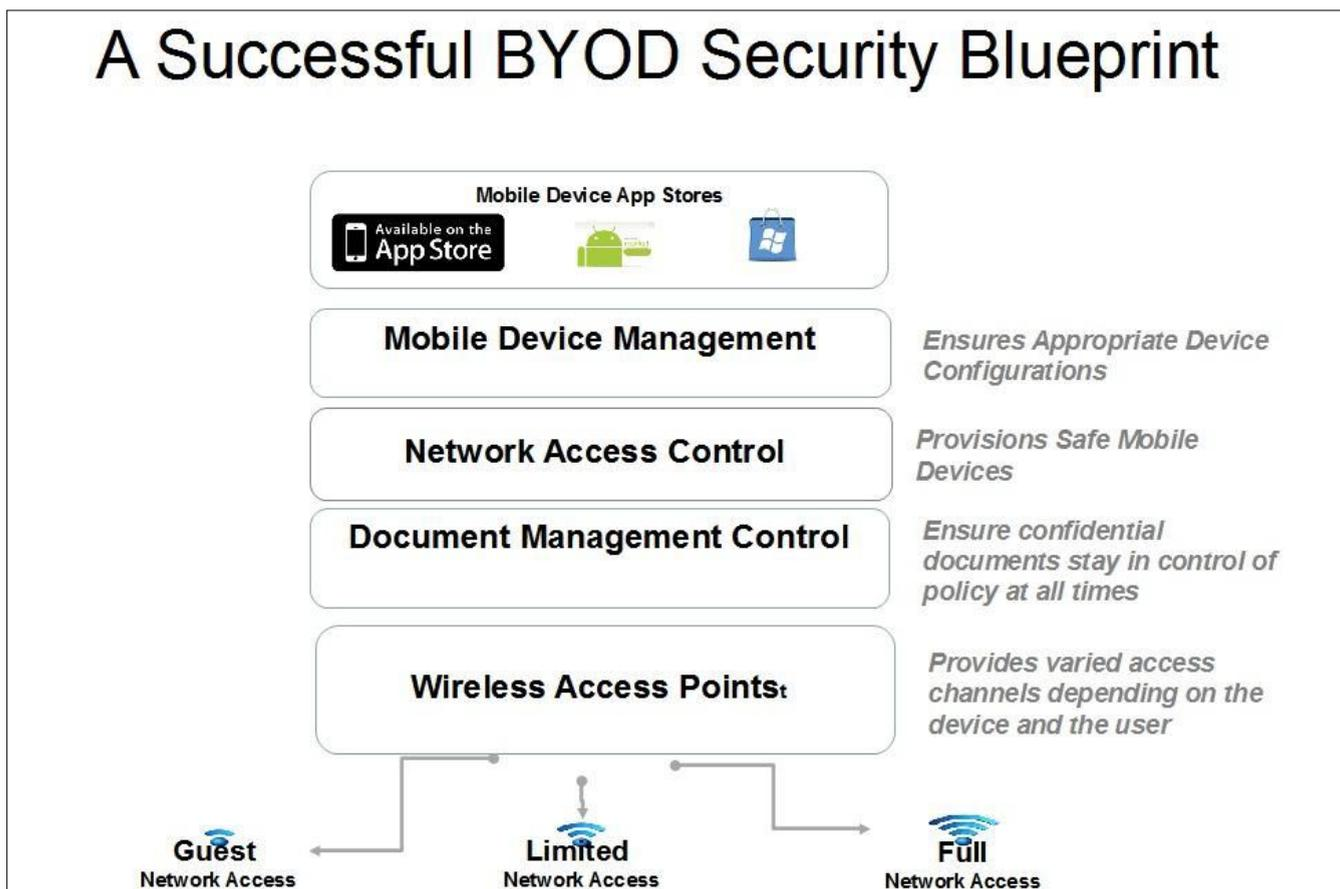 A Successful BYOD Security Blueprint
Mobile Device App Stores
Available on the
App Store
market
Mobile Device Management
Ensures Appropriate Device
Configurations
Network Access Control
Provisions Safe Mobile
Devices
Document Management Control
Ensure confidential
documents stay in control of
policy at all times
Wireless Access Pointst
Provides varied access
channels depending on the
device and the user
Guest
Network Access
Limited
Network Access
Full
Network Access